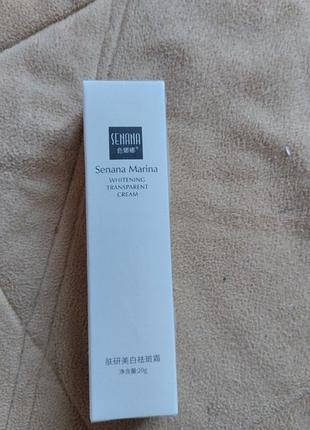 SENANA
色娜娜®
Senana Marina
WHITENING
TRANSPARENT
CREAM
肤研美白祛斑霜
净含量:20g